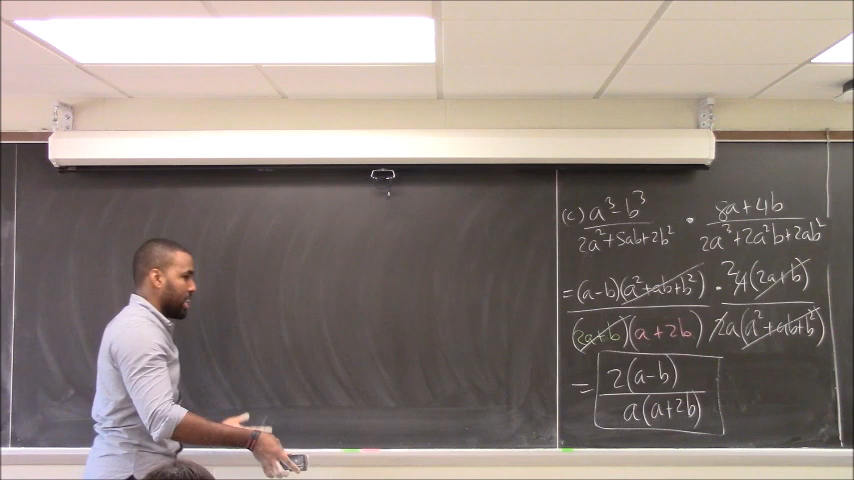 (c) a³-b³ / 2a²+5ab+2b² · 8a+4b / 2a³+2a²b+2ab²
= (a-b)(a²+ab+b²) / (2a+b)(a+2b) · ²4(2a+b) / 2a(a²+ab+b²)
= 2(a-b) / a(a+2b)